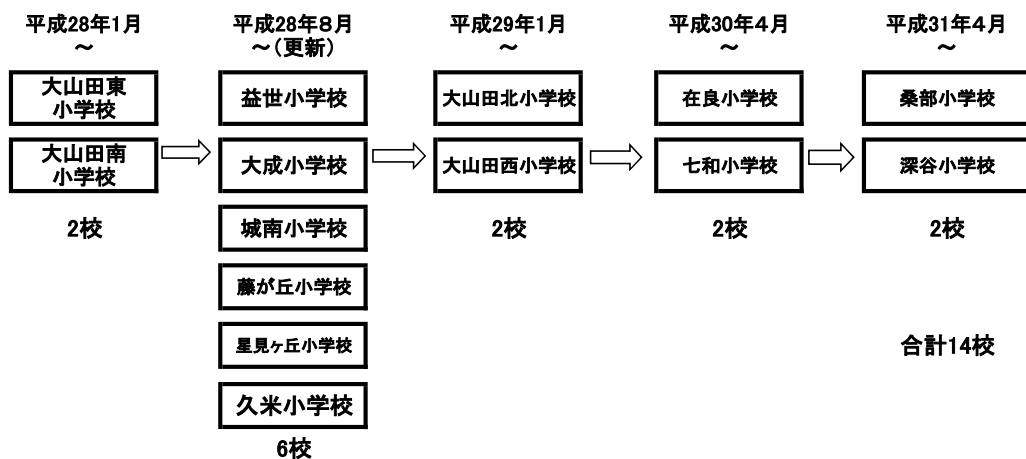 平成28年1月
～
大山田東
小学校
大山田南
小学校
2校
平成28年8月
～(更新)
益世小学校
大成小学校
城南小学校
藤が丘小学校
星見ヶ丘小学校
久米小学校
6校
平成29年1月
～
大山田北小学校
大山田西小学校
2校
平成30年4月
～
在良小学校
七和小学校
2校
平成31年4月
～
桑部小学校
深谷小学校
2校
合計14校